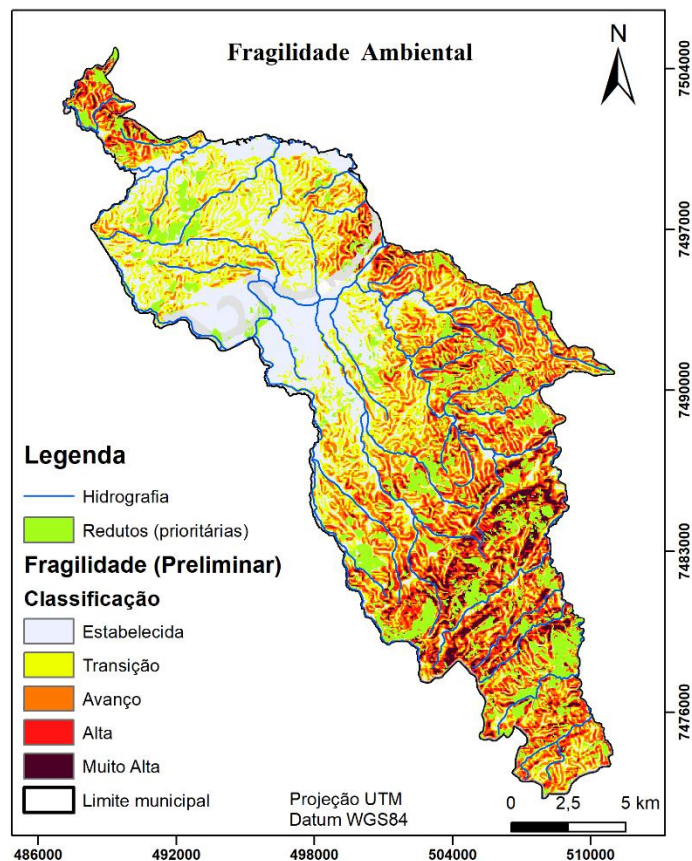 Fragilidade Ambiental
N
7504000
7497000
7490000
7483000
7476000
Legenda
Hidrografia
Redutos (prioritárias)
Fragilidade (Preliminar)
Classificação
Estabelecida
Transição
Avanço
Alta
Muito Alta
Limite municipal
Projeção UTM
Datum WGS84
0 2,5 5 km
486000 492000 498000 504000 510000